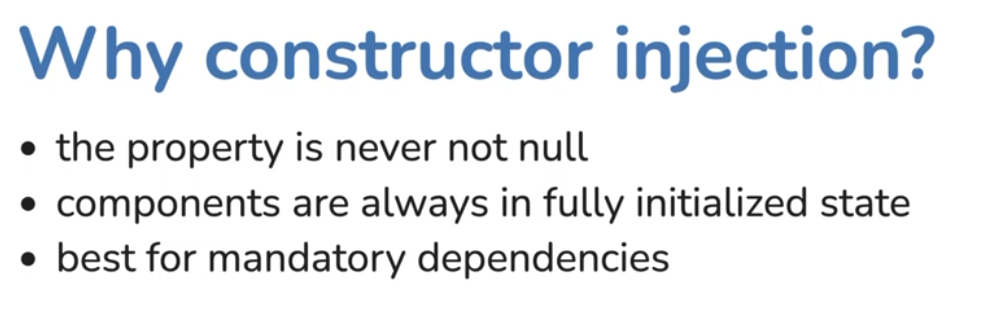 Why constructor injection?
• the property is never not null
• components are always in fully initialized state
• best for mandatory dependencies